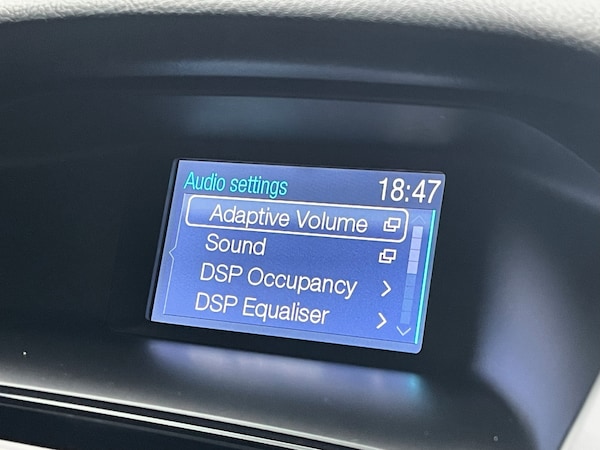 Audio settings 18:47
Adaptive Volume
Sound
DSP Occupancy
DSP Equaliser